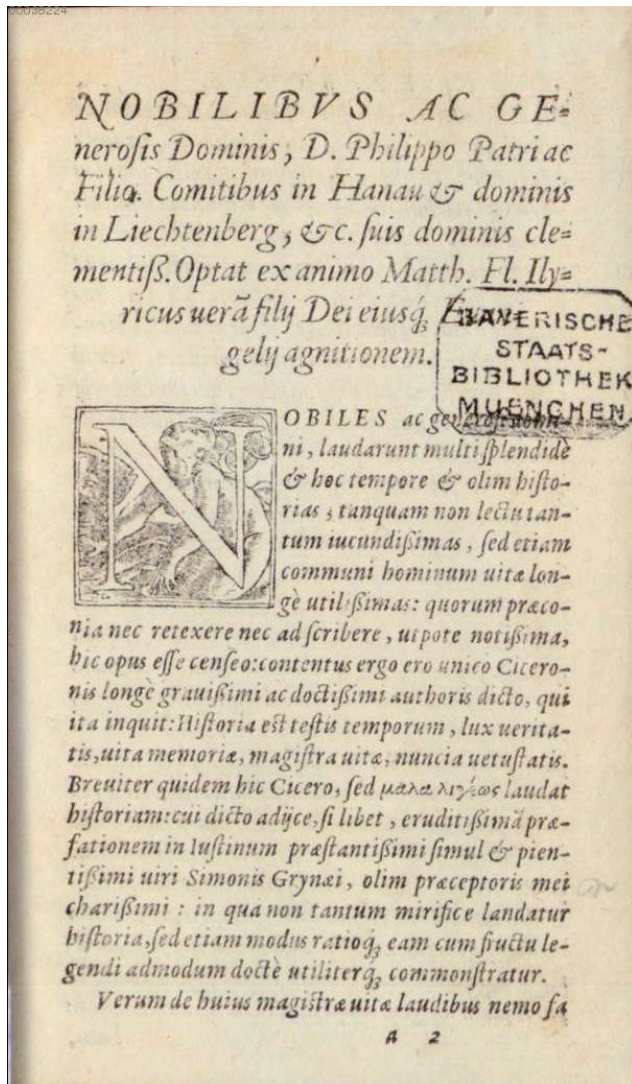 00038224
NOBILIBVS AC GE=
neroſis Dominis, D. Philippo Patri ac
Filio. Comitibus in Hanau & dominis
in Liechtenberg, &c. ſuis dominis cle=
mentiß. Optat ex animo Matth. Fl. Ily=
ricus uerã filij Dei eiusq́; Euan=
gelij agnitionem.
BAYERISCHE
STAATS-
BIBLIOTHEK
MUENCHEN
NOBILES ac generoſi
ni, laudarunt multi ſplendidè
& hoc tempore & olim hiſto-
rias, tanquam non lectu tan-
tum iucundißimas, ſed etiam
communi hominum uitæ lon-
gè utilißimas: quorum præco-
nia nec retexere nec ad ſcribere, utpote notißima,
hic opus eſſe cenſeo: contentus ergo ero unico Cicero-
nis longè grauißimi ac doctißimi authoris dicto, qui
ita inquit: Hiſtoria eſt teſtis temporum, lux uerita-
tis, uita memoriæ, magiſtra uitæ, nuncia uetuſtatis.
Breuiter quidem hic Cicero, ſed μαλα λιγέως laudat
hiſtoriam: cui dicto adijce, ſi libet, eruditißimã præ-
fationem in Iuſtinum præſtantißimi ſimul & pien-
tißimi uiri Simonis Grynæi, olim præceptoris mei
charißimi: in qua non tantum mirifice landatur
hiſtoria, ſed etiam modus ratioq́; eam cum fructu le-
gendi admodum doctè utiliterq́; commonſtratur.
Verum de huius magiſtræ uitæ laudibus nemo ſa
a 2